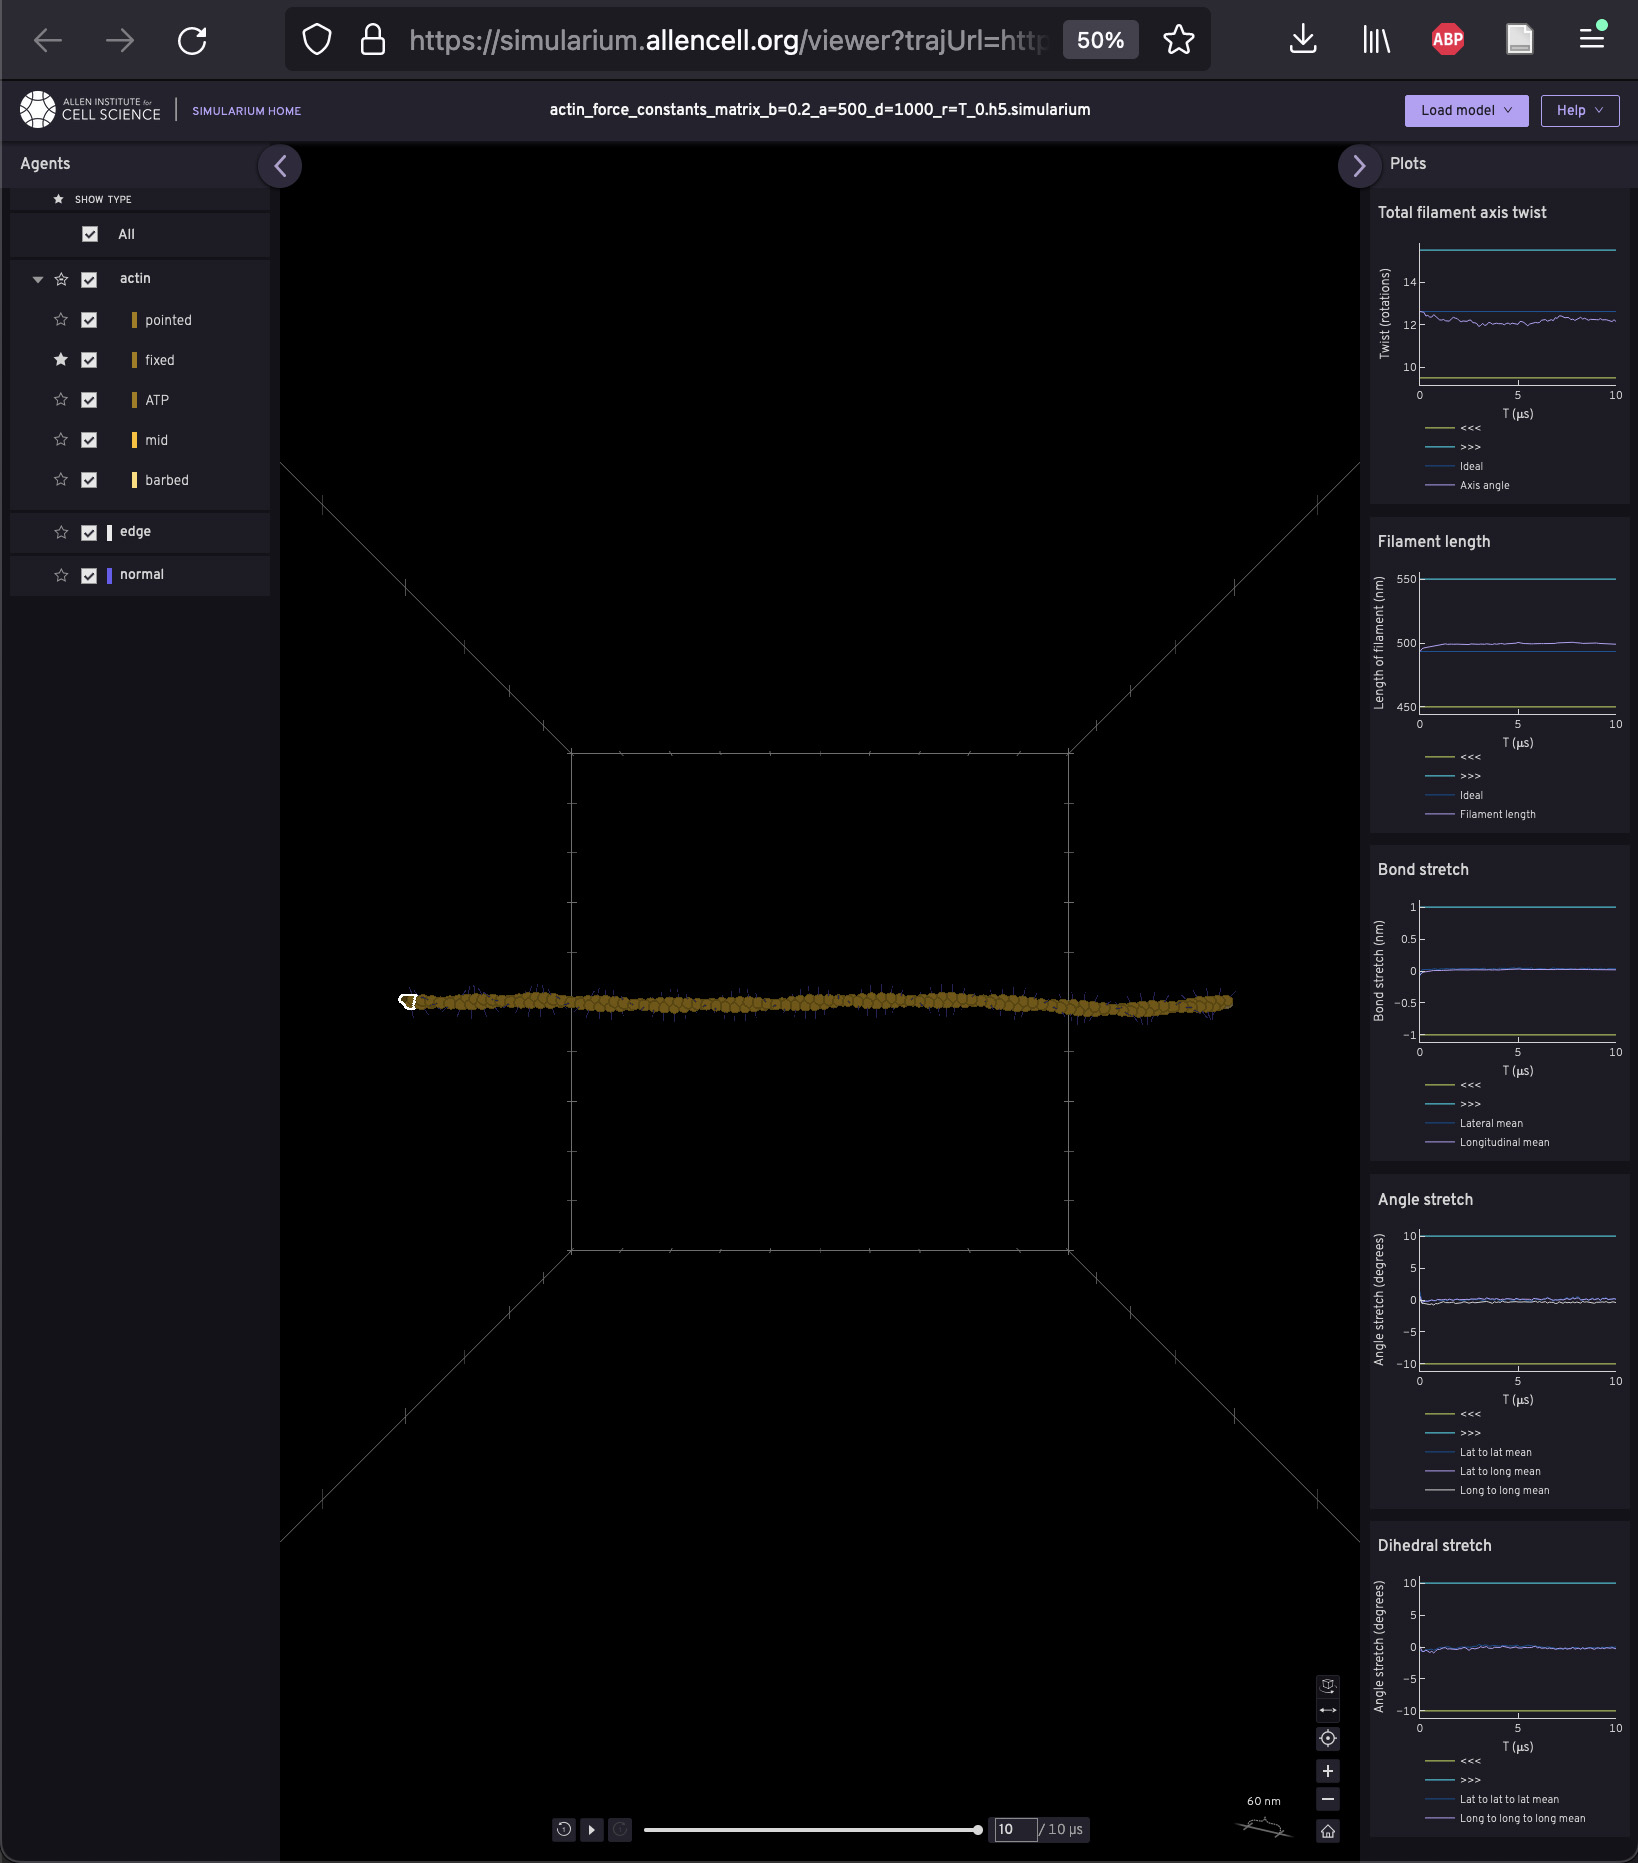 https://simularium.allencell.org/viewer?trajUrl=http
50%
ABP
ALLEN INSTITUTE for
CELL SCIENCE
SIMULARIUM HOME
actin_force_constants_matrix_b=0.2_a=500_d=1000_r=T_0.h5.simularium
Load model
Help
Agents
SHOW TYPE
All
actin
pointed
fixed
ATP
mid
barbed
edge
normal
60 nm
10 / 10 µs
Plots
Total filament axis twist
Twist (rotations)
14
12
10
0 5 10
T (µs)
<<<
>>>
Ideal
Axis angle
Filament length
Length of filament (nm)
550
500
450
0 5 10
T (µs)
<<<
>>>
Ideal
Filament length
Bond stretch
Bond stretch (nm)
1
0.5
0
−0.5
−1
0 5 10
T (µs)
<<<
>>>
Lateral mean
Longitudinal mean
Angle stretch
Angle stretch (degrees)
10
5
0
−5
−10
0 5 10
T (µs)
<<<
>>>
Lat to lat mean
Lat to long mean
Long to long mean
Dihedral stretch
Angle stretch (degrees)
10
5
0
−5
−10
0 5 10
T (µs)
<<<
>>>
Lat to lat to lat mean
Long to long to long mean